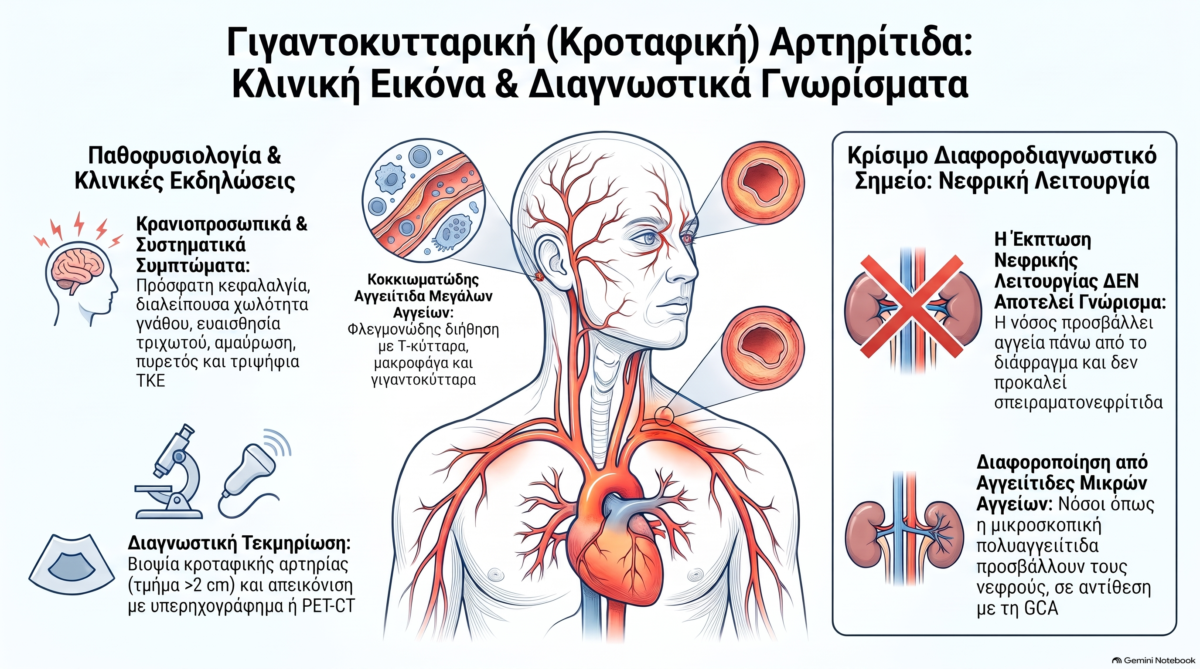 Γιγαντοκυτταρική (Κροταφική) Αρτηρίτιδα:
Κλινική Εικόνα & Διαγνωστικά Γνωρίσματα
Παθοφυσιολογία &
Κλινικές Εκδηλώσεις
Κρανιοπροσωπικά &
Συστηματικά
Συμπτώματα:
Πρόσφατη κεφαλαλγία,
διαλείπουσα χωλότητα
γνάθου, ευαισθησία
τριχωτού, αμαύρωση,
πυρετός και τριψήφια
ΤΚΕ
Διαγνωστική Τεκμηρίωση:
Βιοψία κροταφικής αρτηρίας
(τμήμα >2 cm) και απεικόνιση
με υπερηχογράφημα ή PET-CT
Κοκκιωματώδης
Αγγειίτιδα Μεγάλων
Αγγείων:
Φλεγμονώδης διήθηση
με Τ-κύτταρα,
μακροφάγα και
γιγαντοκύτταρα
Κρίσιμο Διαφοροδιαγνωστικό
Σημείο: Νεφρική Λειτουργία
Η Έκπτωση
Νεφρικής
Λειτουργίας ΔΕΝ
Αποτελεί Γνώρισμα:
Η νόσος προσβάλλει
αγγεία πάνω από το
διάφραγμα και δεν
προκαλεί
σπειραματονεφρίτιδα
Διαφοροποίηση από
Αγγειίτιδες Μικρών
Αγγείων: Νόσοι όπως
η μικροσκοπική
πολυαγγειίτιδα
προσβάλλουν τους
νεφρούς, σε αντίθεση
με τη GCA
Gemini Notebook